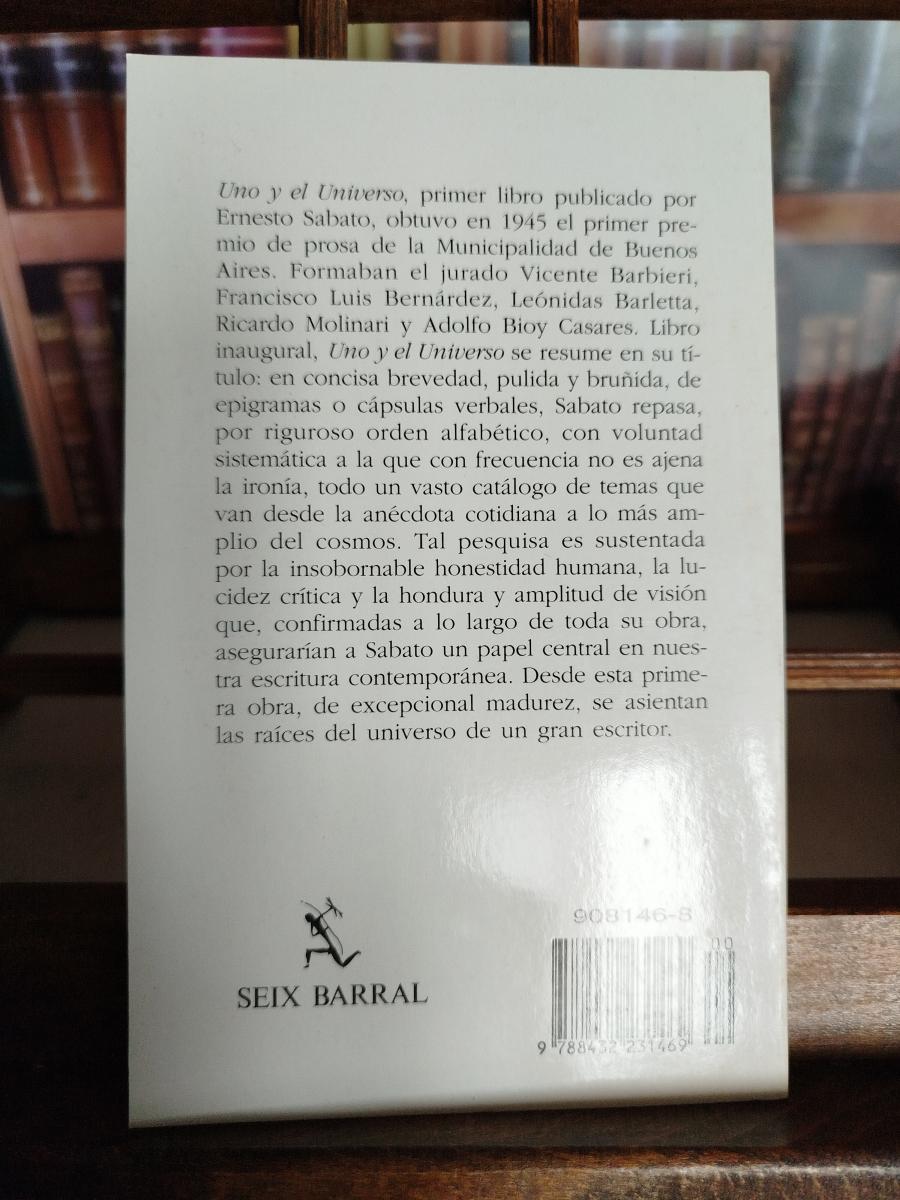 Uno y el Universo, primer libro publicado por
Ernesto Sabato, obtuvo en 1945 el primer pre-
mio de prosa de la Municipalidad de Buenos
Aires. Formaban el jurado Vicente Barbieri,
Francisco Luis Bernárdez, Leónidas Barletta,
Ricardo Molinari y Adolfo Bioy Casares. Libro
inaugural, Uno y el Universo se resume en su tí-
tulo: en concisa brevedad, pulida y bruñida, de
epigramas o cápsulas verbales, Sabato repasa,
por riguroso orden alfabético, con voluntad
sistemática a la que con frecuencia no es ajena
la ironía, todo un vasto catálogo de temas que
van desde la anécdota cotidiana a lo más am-
plio del cosmos. Tal pesquisa es sustentada
por la insobornable honestidad humana, la lu-
cidez crítica y la hondura y amplitud de visión
que, confirmadas a lo largo de toda su obra,
asegurarían a Sabato un papel central en nues-
tra escritura contemporánea. Desde esta prime-
ra obra, de excepcional madurez, se asientan
las raíces del universo de un gran escritor.
908146-8
00
SEIX BARRAL
9 788432 231469